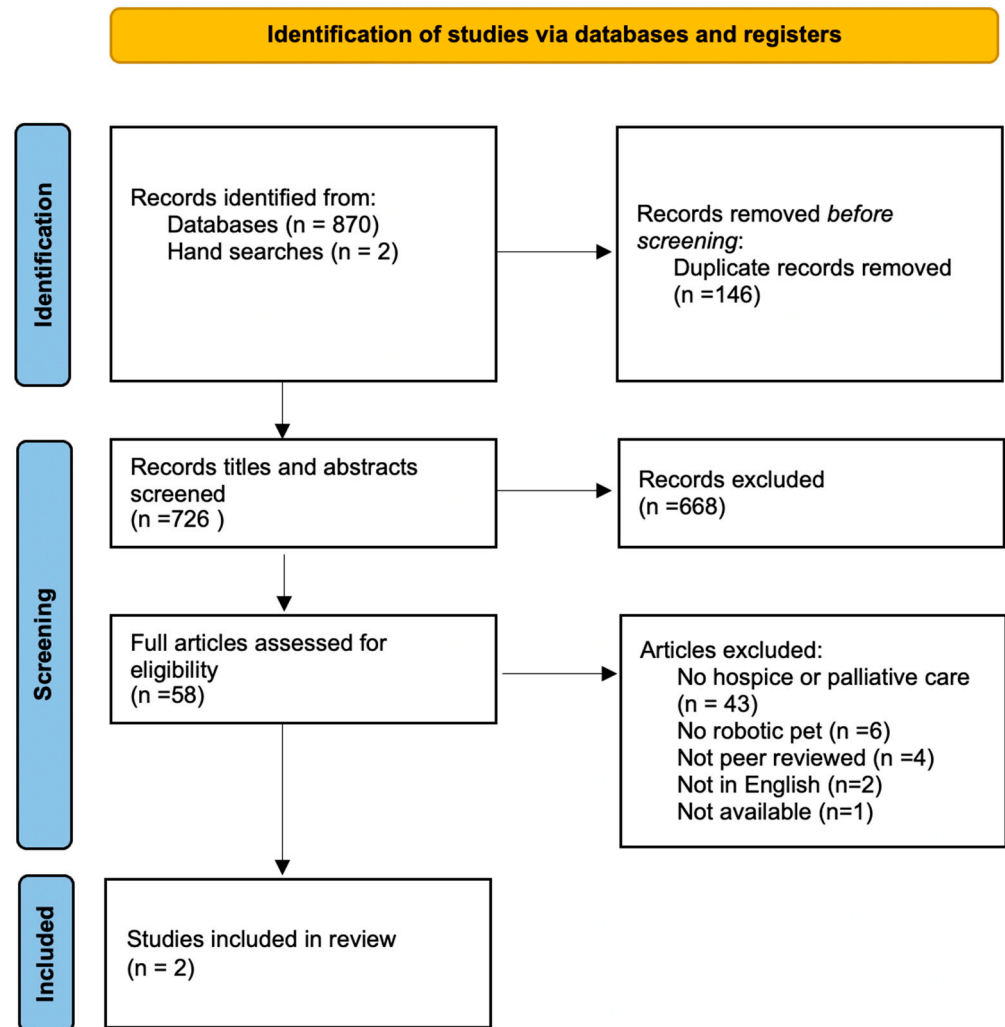 Identification of studies via databases and registers
Identification
Records identified from:
Databases (n = 870)
Hand searches (n = 2)
Records removed before
screening:
Duplicate records removed
(n =146)
Screening
Records titles and abstracts
screened
(n =726 )
Records excluded
(n =668)
Full articles assessed for
eligibility
(n =58)
Articles excluded:
No hospice or palliative care
(n = 43)
No robotic pet (n =6)
Not peer reviewed (n =4)
Not in English (n=2)
Not available (n=1)
Included
Studies included in review
(n = 2)